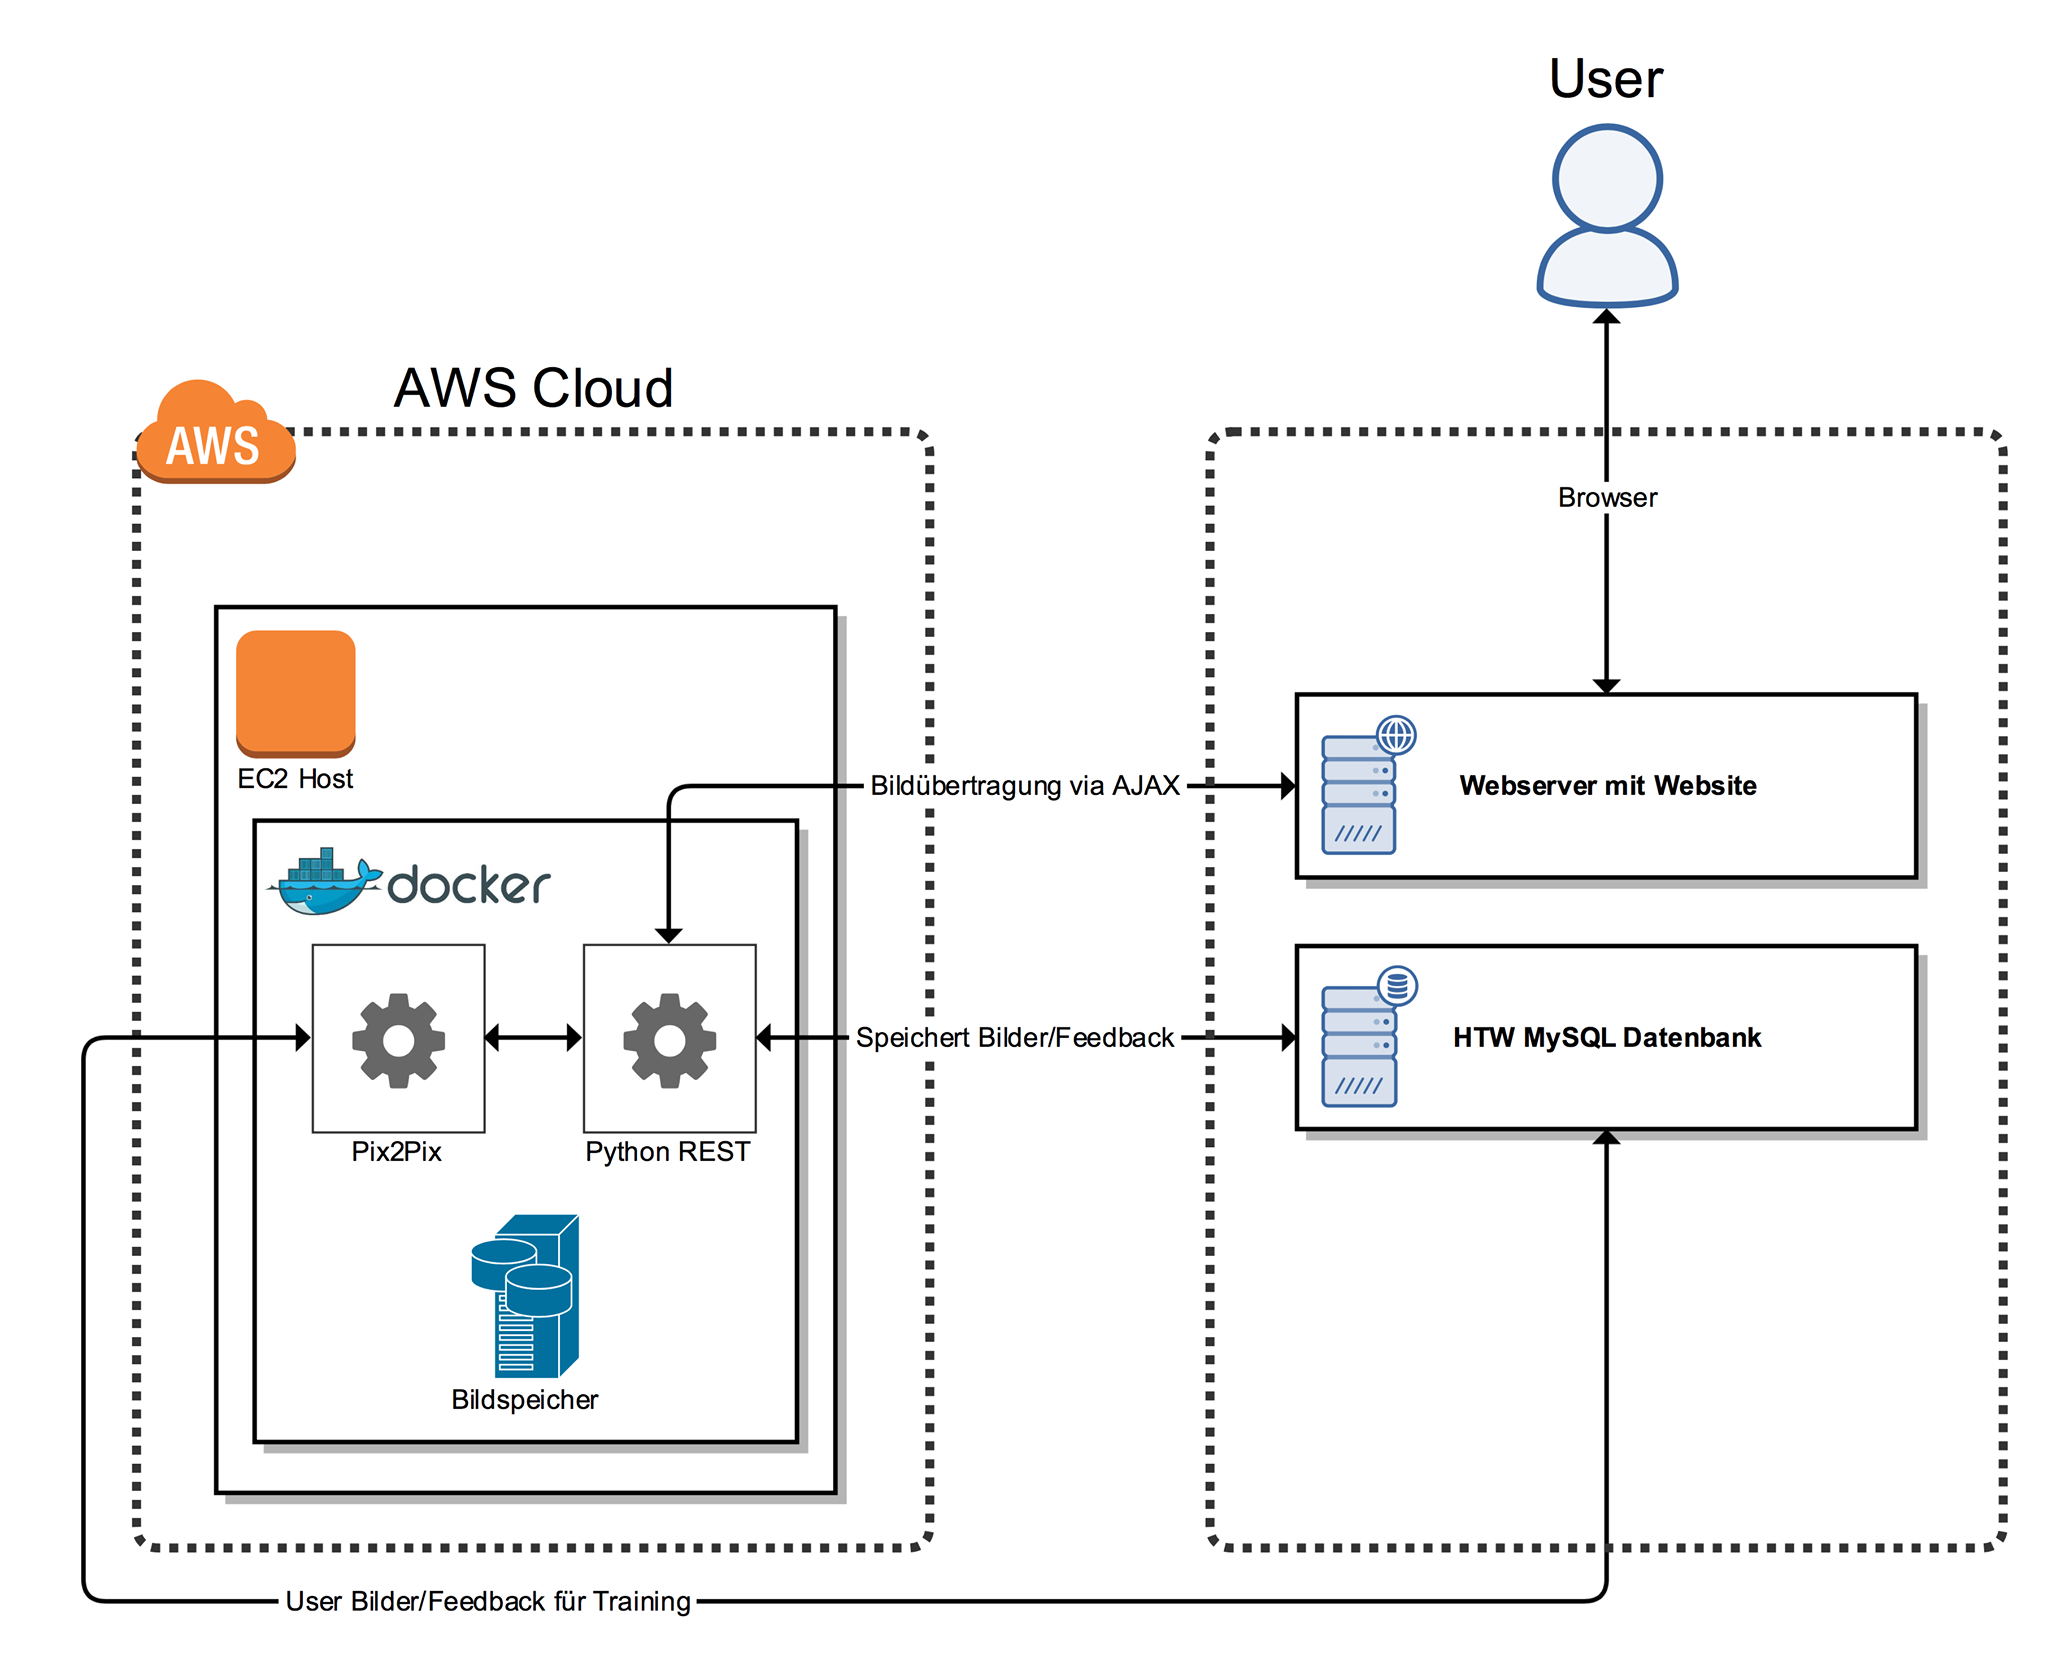 User
AWS Cloud
AWS
Browser
EC2 Host
Bildübertragung via AJAX
Webserver mit Website
docker
Speichert Bilder/Feedback
HTW MySQL Datenbank
Pix2Pix
Python REST
Bildspeicher
User Bilder/Feedback für Training